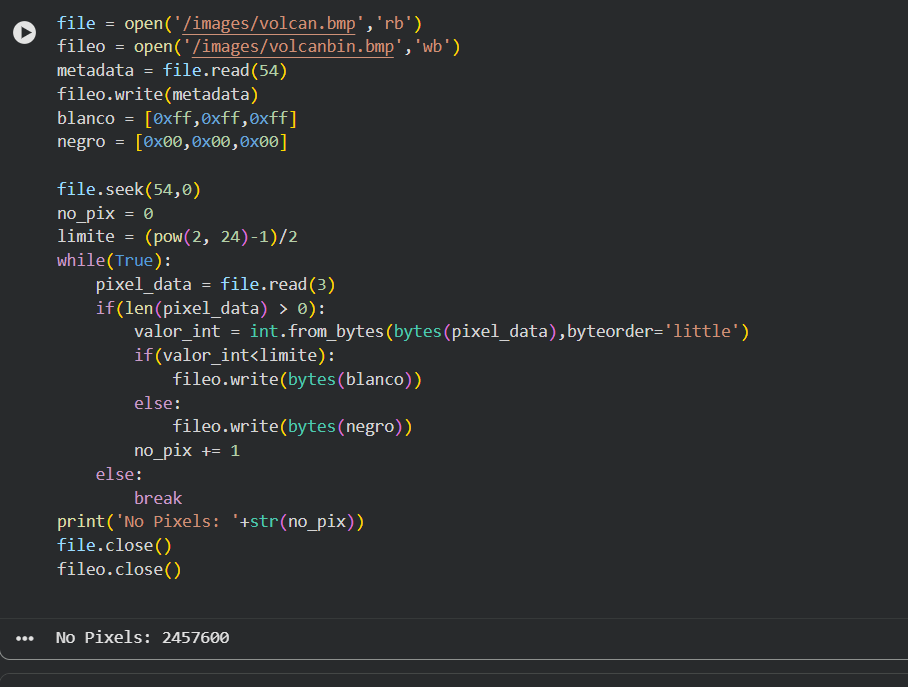 file = open('/images/volcan.bmp','rb')
fileo = open('/images/volcanbin.bmp','wb')
metadata = file.read(54)
fileo.write(metadata)
blanco = [0xff,0xff,0xff]
negro = [0x00,0x00,0x00]

file.seek(54,0)
no_pix = 0
limite = (pow(2, 24)-1)/2
while(True):
    pixel_data = file.read(3)
    if(len(pixel_data) > 0):
        valor_int = int.from_bytes(bytes(pixel_data),byteorder='little')
        if(valor_int<limite):
            fileo.write(bytes(blanco))
        else:
            fileo.write(bytes(negro))
        no_pix += 1
    else:
        break
print('No Pixels: '+str(no_pix))
file.close()
fileo.close()
No Pixels: 2457600